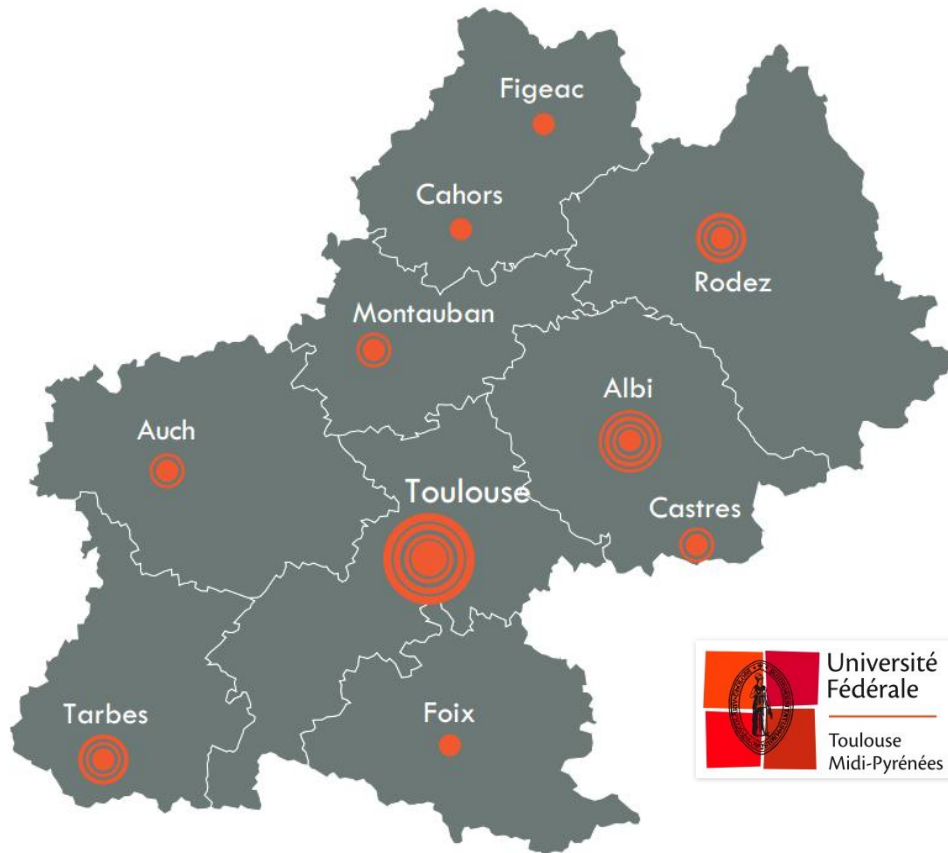 Figeac
Cahors
Rodez
Montauban
Albi
Auch
Toulouse
Castres
Tarbes
Foix
Université
Fédérale
Toulouse
Midi-Pyrénées